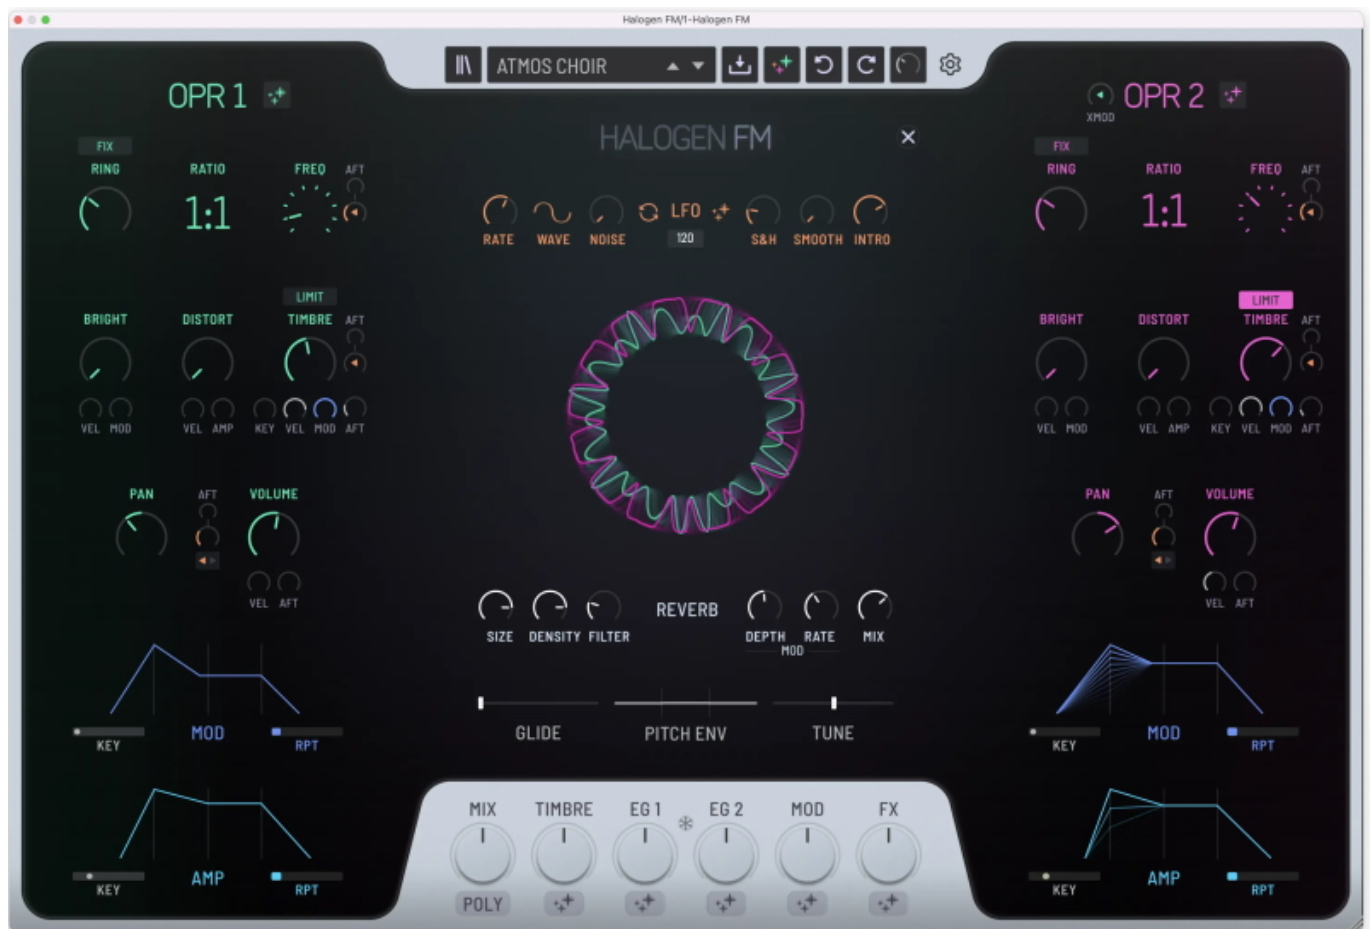 Halogen FM/1-Halogen FM
ATMOS CHOIR
OPR 1
XMOD
OPR 2
HALOGEN FM
FIX
RING
RATIO
FREQ
AFT
1:1
RATE
WAVE
NOISE
LFO
120
S&H
SMOOTH
INTRO
FIX
RING
RATIO
FREQ
AFT
1:1
LIMIT
BRIGHT
DISTORT
TIMBRE
AFT
VEL MOD
VEL AMP
KEY VEL MOD AFT
LIMIT
BRIGHT
DISTORT
TIMBRE
AFT
VEL MOD
VEL AMP
KEY VEL MOD AFT
PAN
AFT
VOLUME
VEL AFT
PAN
AFT
VOLUME
VEL AFT
SIZE
DENSITY
FILTER
REVERB
DEPTH
RATE
MIX
MOD
GLIDE
PITCH ENV
TUNE
KEY
MOD
RPT
KEY
AMP
RPT
KEY
MOD
RPT
KEY
AMP
RPT
MIX
TIMBRE
EG 1
EG 2
MOD
FX
POLY